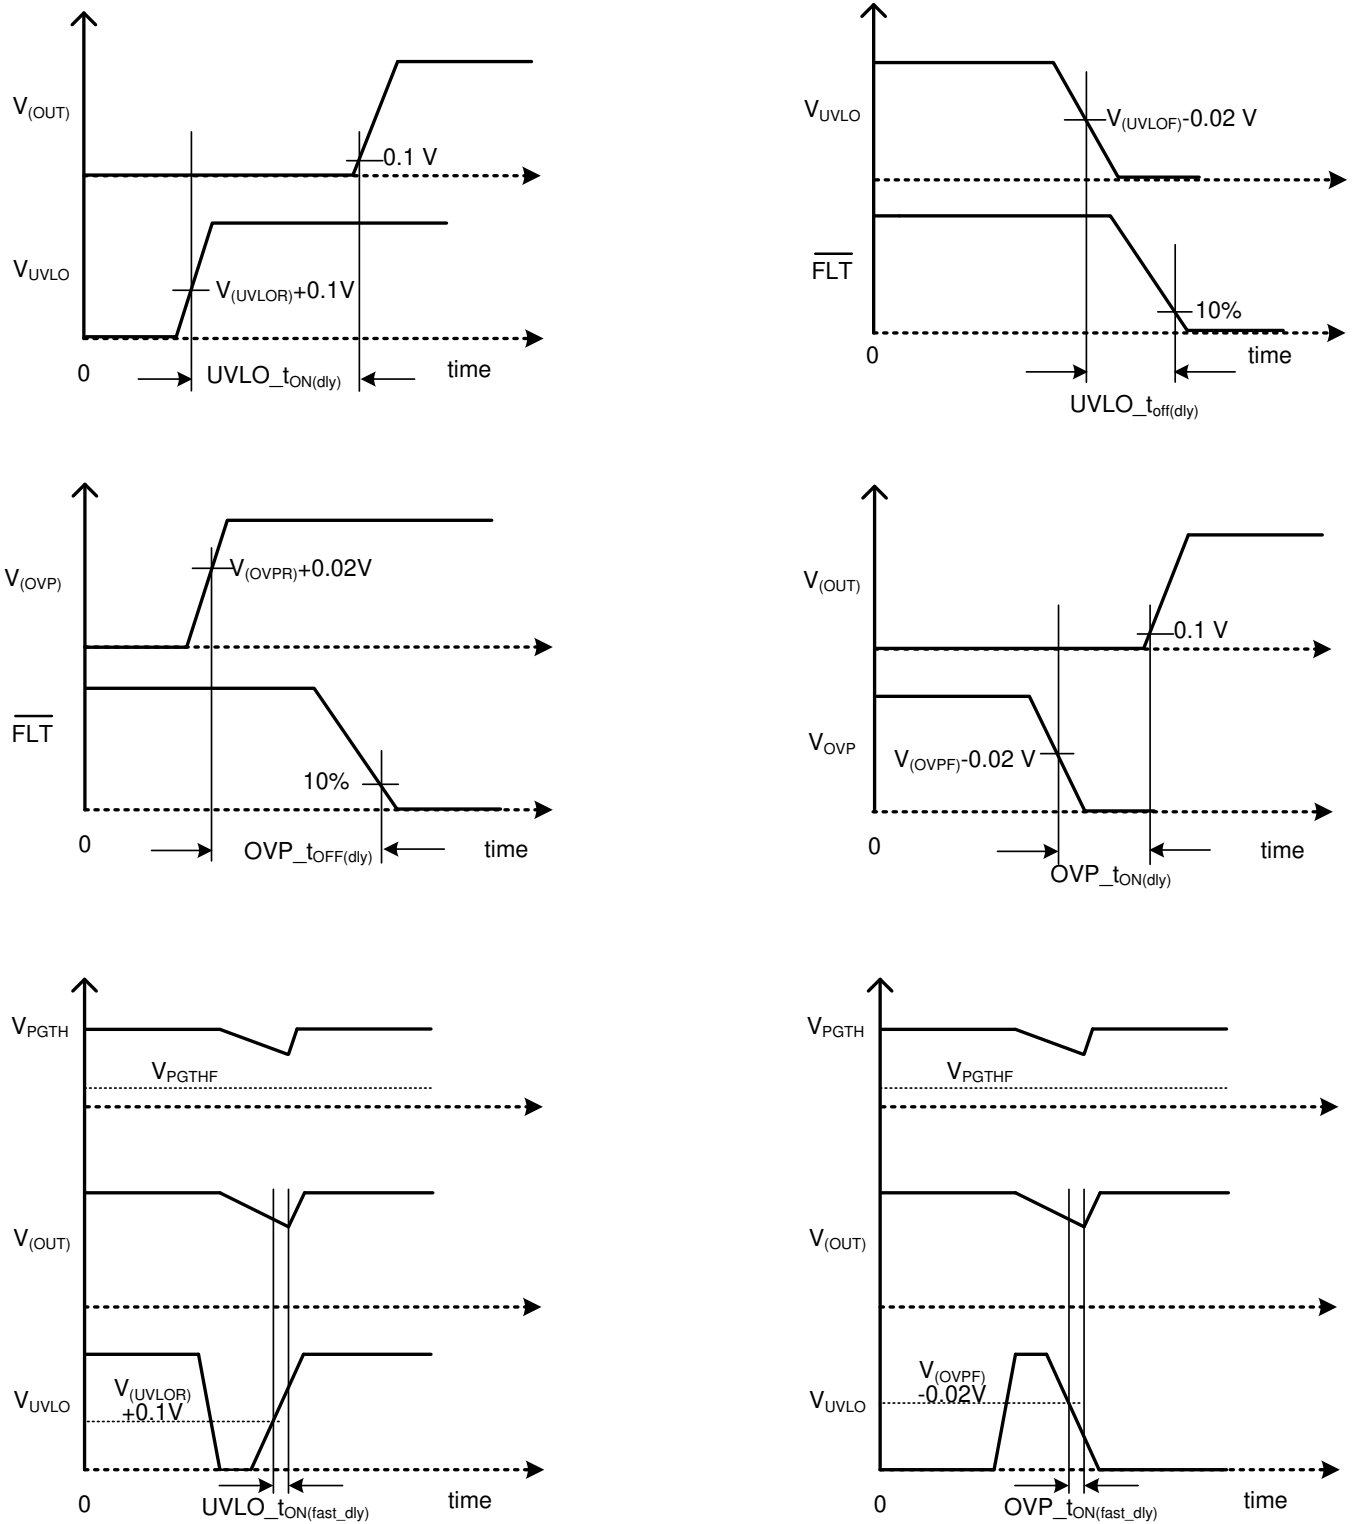 V(OUT)
0.1 V
VUVLO
V(UVLOR)+0.1V
0
UVLO_tON(dly)
time
VUVLO
V(UVLOF)-0.02 V
FLT
10%
0
time
UVLO_toff(dly)
V(OVP)
V(OVPR)+0.02V
FLT
10%
0
OVP_tOFF(dly)
time
V(OUT)
0.1 V
VOVP
V(OVPF)-0.02 V
0
time
OVP_tON(dly)
VPGTH
VPGTHF
V(OUT)
V(UVLOR)
+0.1V
VUVLO
0
UVLO_tON(fast_dly)
time
VPGTH
VPGTHF
V(OUT)
V(OVPF)
-0.02V
VUVLO
0
OVP_tON(fast_dly)
time